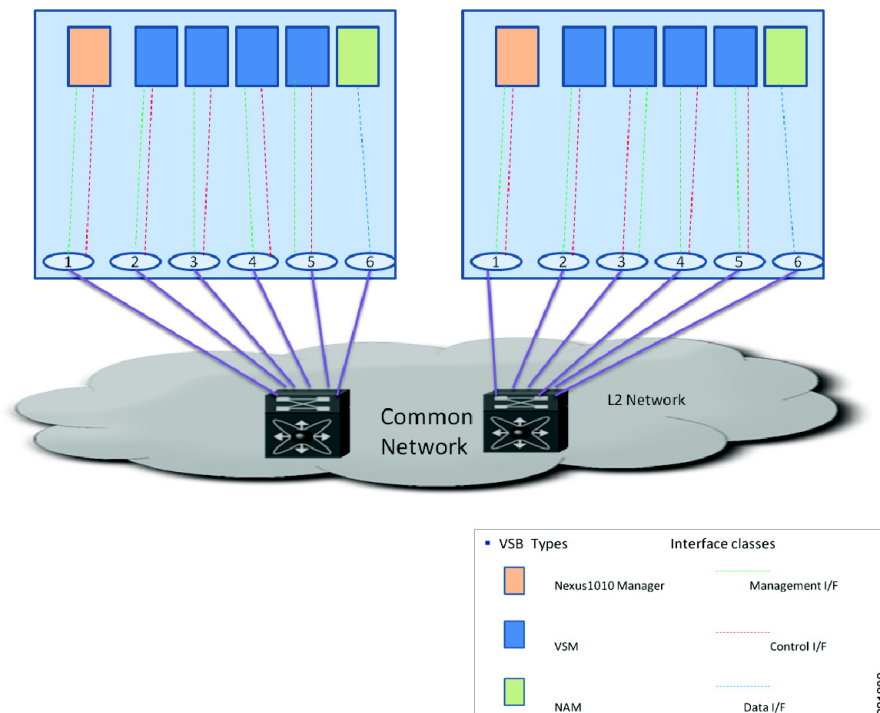 1 2 3 4 5 6
1 2 3 4 5 6
Common
Network
L2 Network
▪ VSB Types Interface classes
Nexus1010 Manager Management I/F
VSM Control I/F
NAM Data I/F